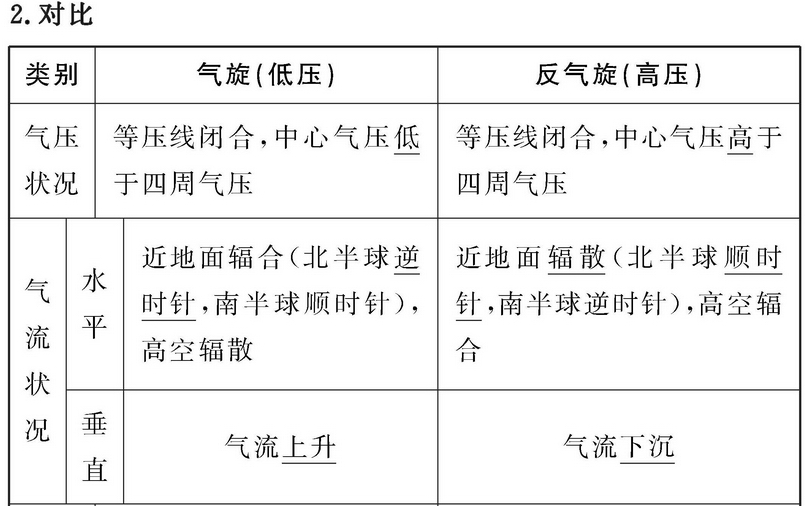 2.对比
类别 气旋(低压) 反气旋(高压)
气压状况 等压线闭合,中心气压低于四周气压 等压线闭合,中心气压高于四周气压
气流状况 水平 近地面辐合(北半球逆时针,南半球顺时针),高空辐散 近地面辐散(北半球顺时针,南半球逆时针),高空辐合
垂直 气流上升 气流下沉